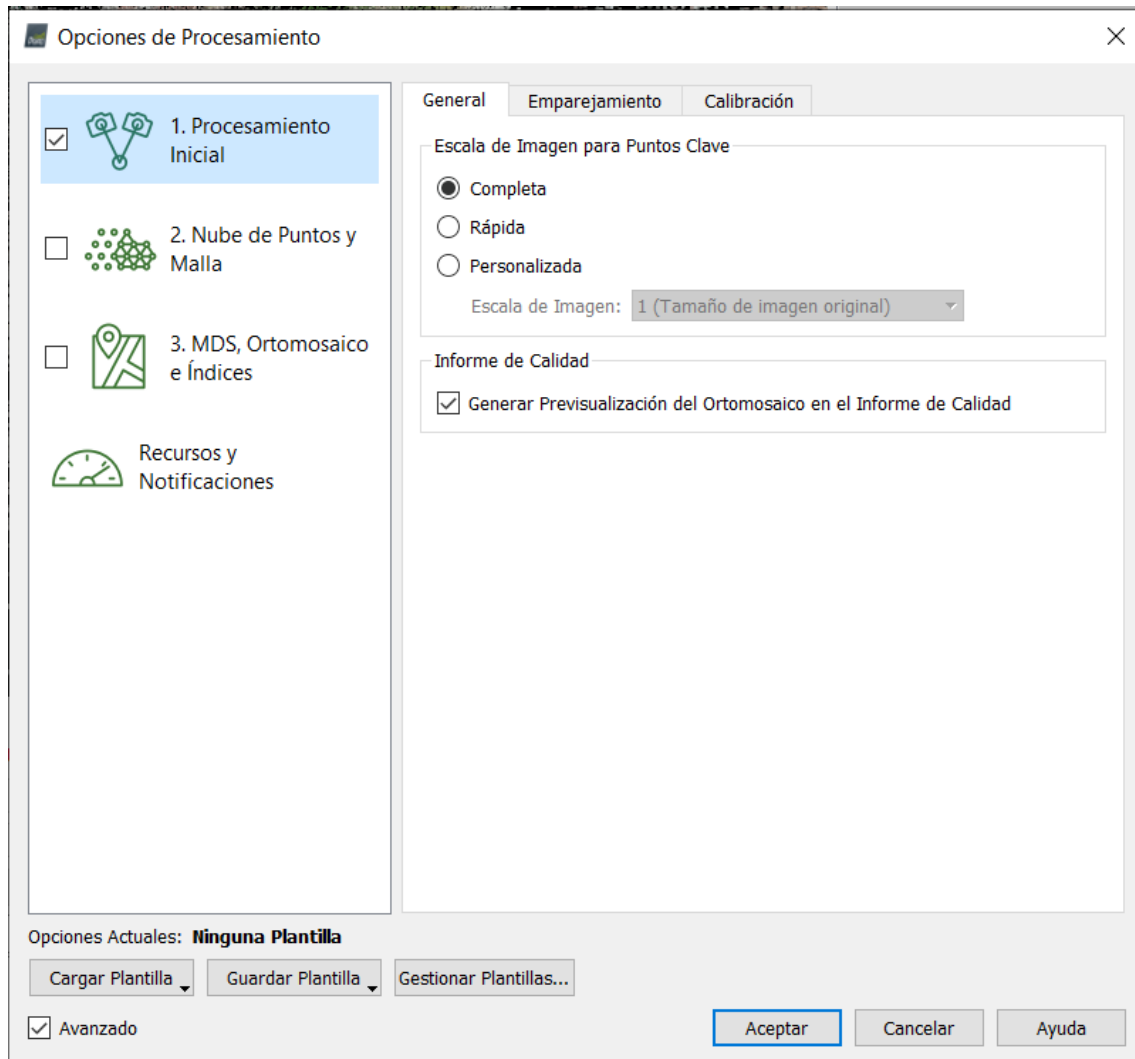 Opciones de Procesamiento
1. Procesamiento
Inicial
2. Nube de Puntos y
Malla
3. MDS, Ortomosaico
e Índices
Recursos y
Notificaciones
General Emparejamiento Calibración
Escala de Imagen para Puntos Clave
Completa
Rápida
Personalizada
Escala de Imagen: 1 (Tamaño de imagen original)
Informe de Calidad
Generar Previsualización del Ortomosaico en el Informe de Calidad
Opciones Actuales: Ninguna Plantilla
Cargar Plantilla Guardar Plantilla Gestionar Plantillas...
Avanzado Aceptar Cancelar Ayuda